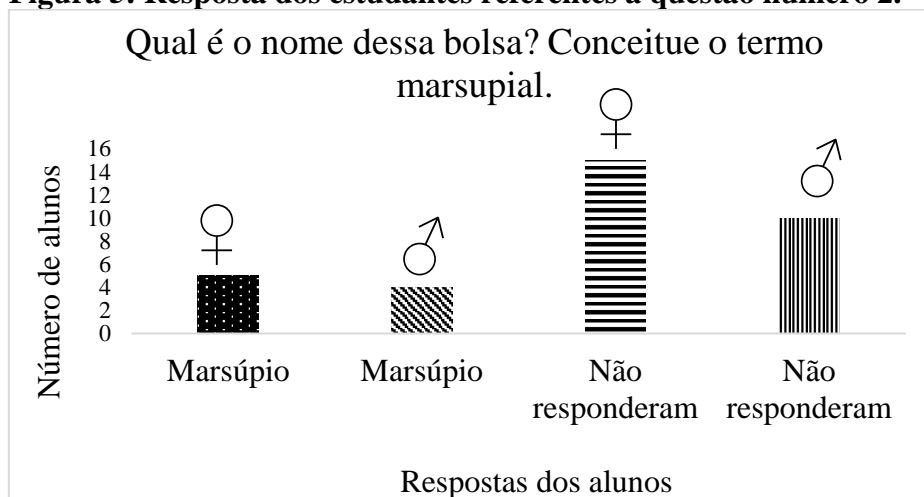 Figura Resposta dos estudantes referentes à questão número 2.
Qual é o nome dessa bolsa? Conceitue o termo
marsupial.
Número de alunos
16
14
12
10
8
6
4
2
0
♀
♂
♀
♂
Marsúpio
Marsúpio
Não
responderam
Não
responderam
Respostas dos alunos